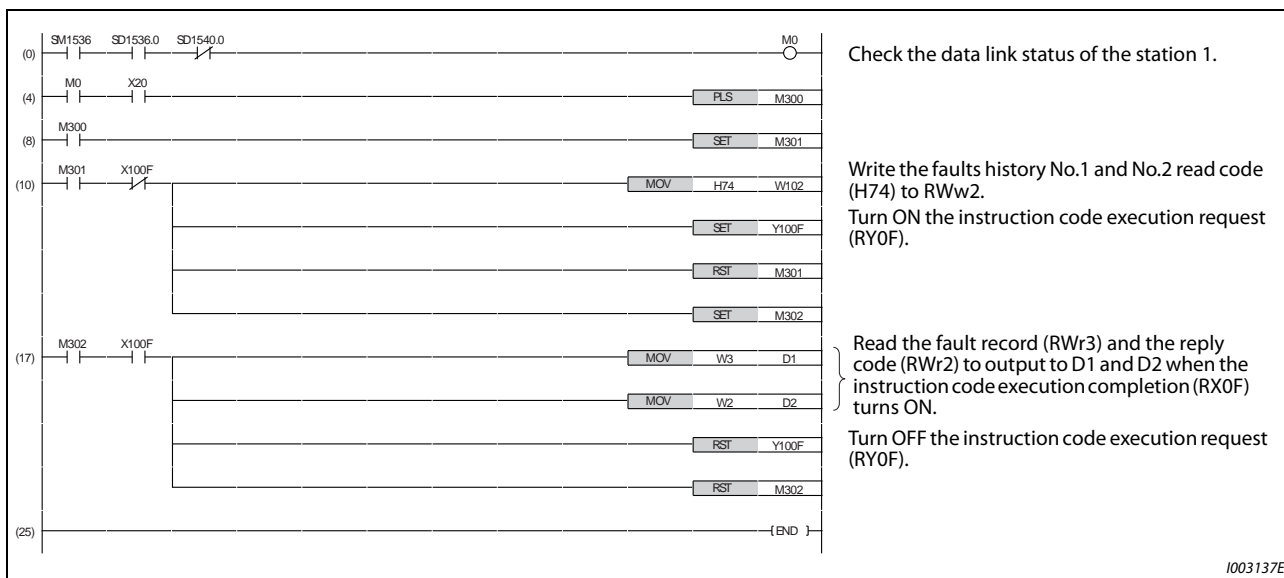 SM1536 SD1536.0 SD1540.0 M0
(0)
Check the data link status of the station 1.
M0 X20
(4) PLS M300
M300
(8) SET M301
M301 X100F
(10) MOV H74 W102
Write the faults history No.1 and No.2 read code
(H74) to RWw2.
SET Y100F
Turn ON the instruction code execution request
(RY0F).
RST M301
SET M302
M302 X100F
(17) MOV W3 D1
MOV W2 D2
Read the fault record (RWr3) and the reply
code (RWr2) to output to D1 and D2 when the
instruction code execution completion (RX0F)
turns ON.
RST Y100F
Turn OFF the instruction code execution request
(RY0F).
RST M302
(25) END
I003137E